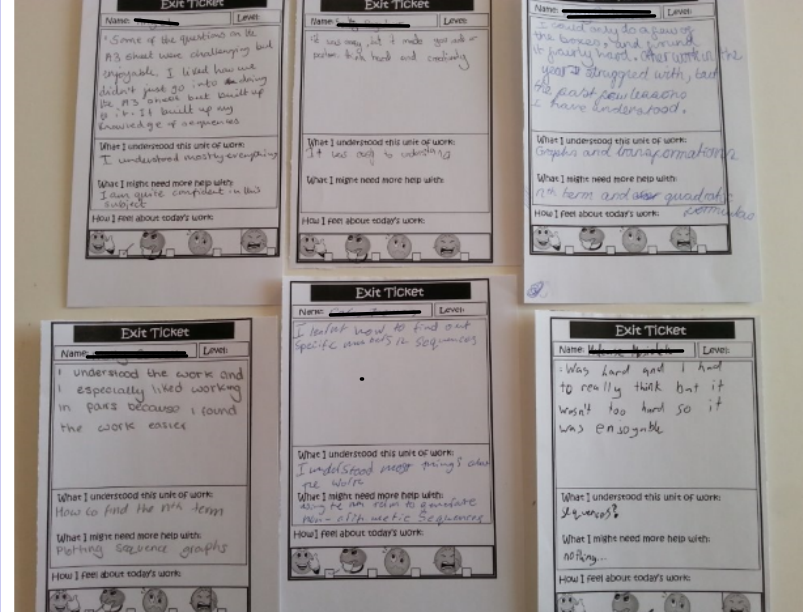 Exit Ticket
Name:
Level:
Some of the questions on the
A3 sheet were challenging but
enjoyable. I liked how we
didn't just go into doing
the A3 sheets but built up
to it. It built up my
knowledge of sequences
What I understood this unit of work:
I understood mostly everything
What I might need more help with:
I am quite confident in this
subject
How I feel about today's work:
Exit Ticket
Name:
Level:
it was easy, but it made you
think hard and creatively
What I understood this unit of work:
It was easy to understand
What I might need more help with:
How I feel about today's work:
Exit Ticket
Name:
Level:
I could only do a few of
the boxes, and found
it fairly hard. work in the
year I struggled with, but
the past few lessons
I have understood.
What I understood this unit of work:
Graphs and transformations
What I might need more help with:
nth term and quadratic
formulas
How I feel about today's work:
Exit Ticket
Name:
Level:
I understood the work and
I especially liked working
in pairs because I found
the work easier
What I understood this unit of work:
How to find the nth term
What I might need more help with:
Plotting sequence graphs
How I feel about today's work:
Exit Ticket
Name:
Level:
I learnt how to find out
specific numbers in sequences
What I understood this unit of work:
I understood most things about
the work
What I might need more help with:
using the nth term to generate
non-arithmetic sequences
How I feel about today's work:
Exit Ticket
Name:
Level:
Was hard and I had
to really think but it
wasn't too hard so it
was enjoyable
What I understood this unit of work:
sequences?
What I might need more help with:
nothing...
How I feel about today's work: